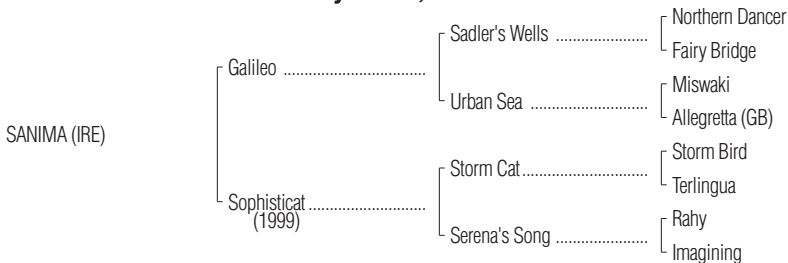 Northern Dancer
Sadler's Wells ......................
Fairy Bridge
Galileo ..........................................
Miswaki
Urban Sea ............................
Allegretta (GB)
SANIMA (IRE)
Storm Bird
Storm Cat..............................
Terlingua
Sophisticat ..................................
(1999)
Rahy
Serena's Song ......................
Imagining